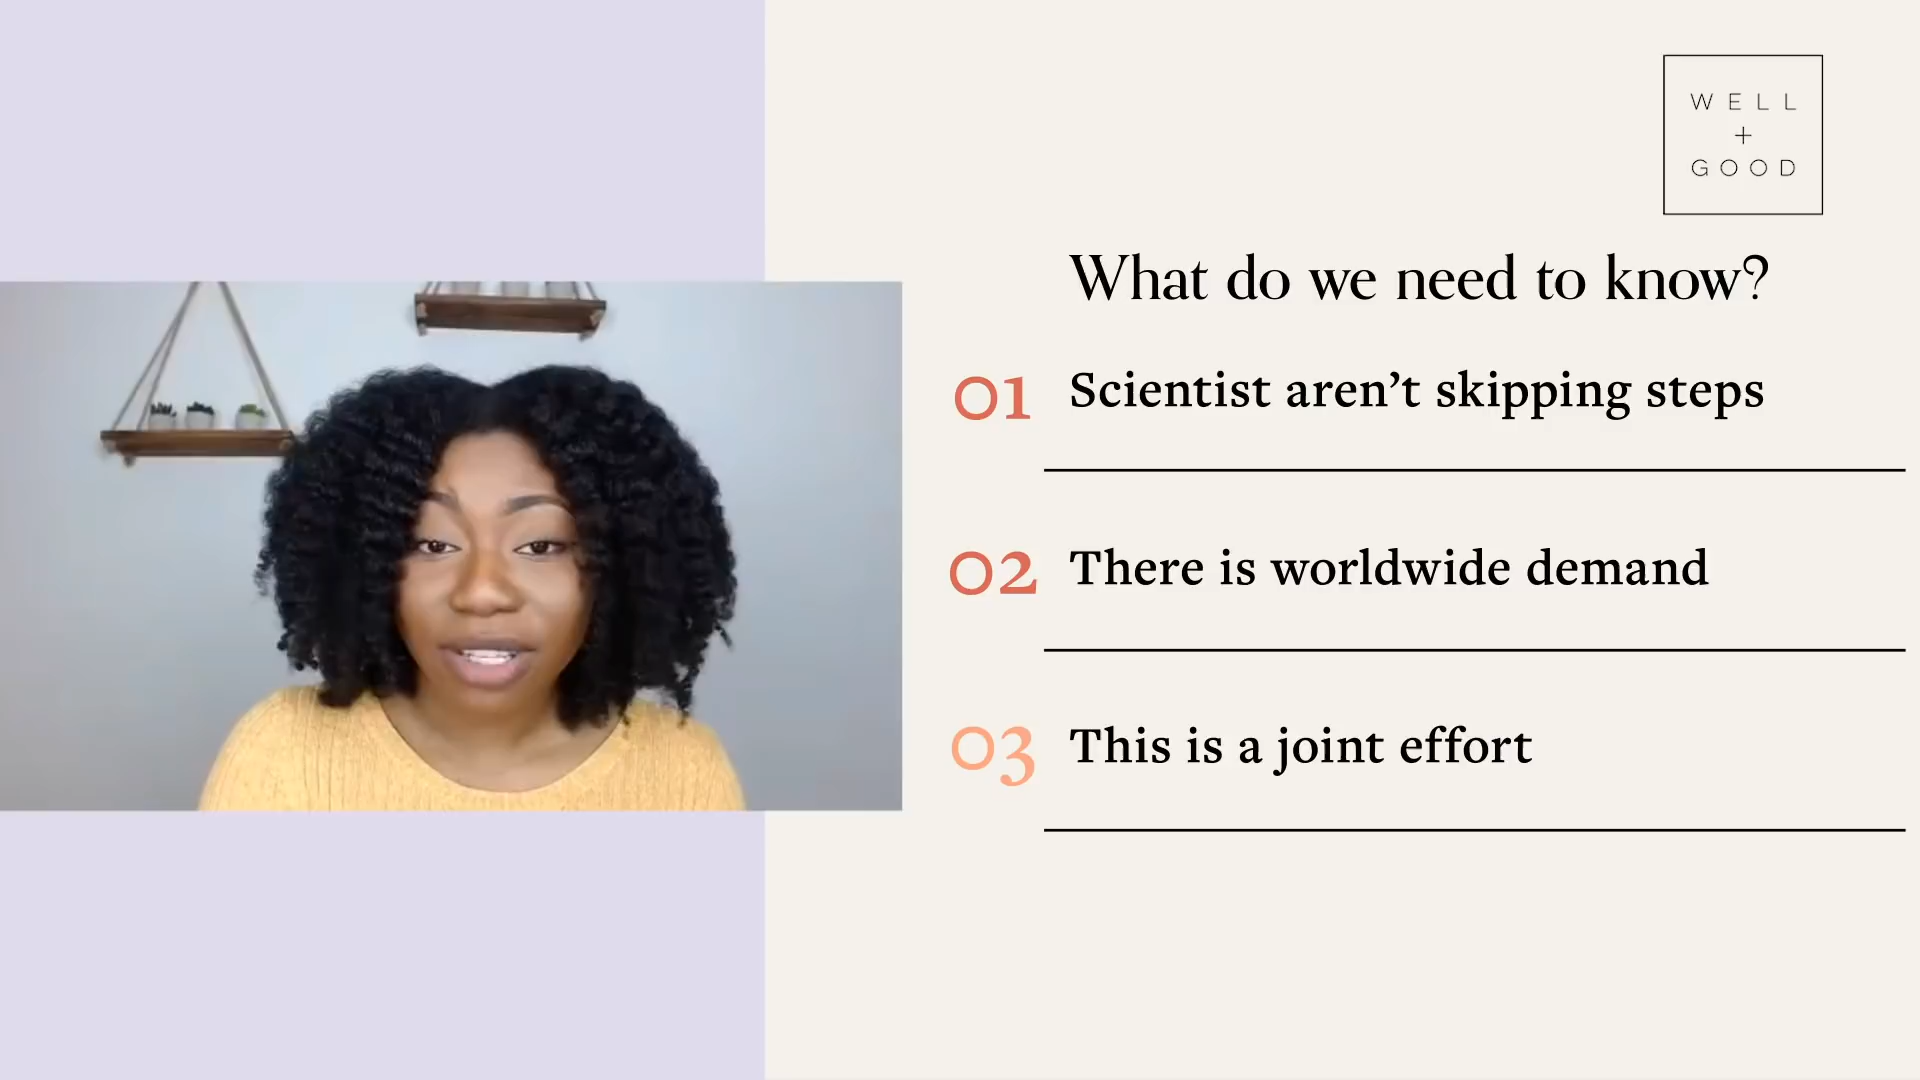 WELL
+
GOOD
What do we need to know?
01 Scientist aren’t skipping steps
02 There is worldwide demand
03 This is a joint effort